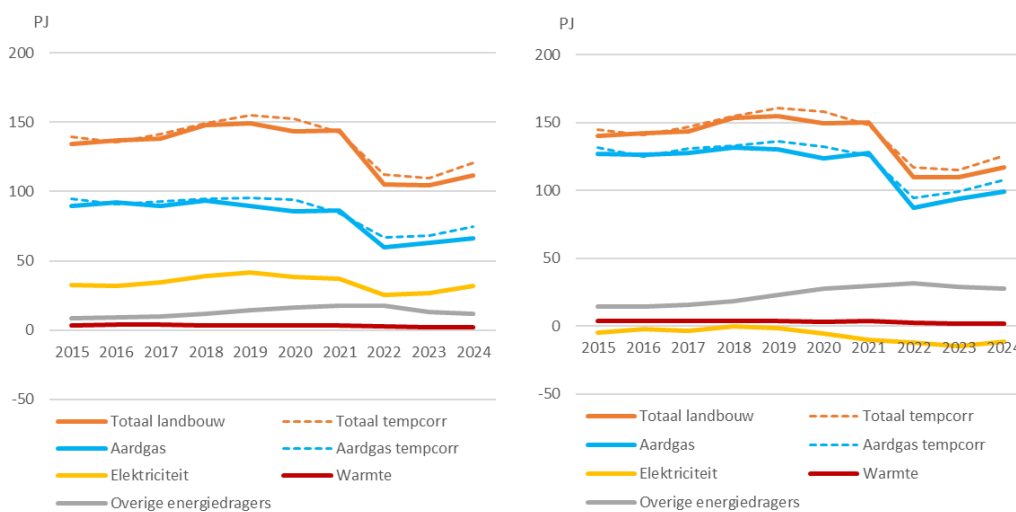 PJ
200
150
100
50
0
-50
2015 2016 2017 2018 2019 2020 2021 2022 2023 2024
Totaal landbouw Totaal tempcorr
Aardgas Aardgas tempcorr
Elektriciteit Warmte
Overige energiedragers
PJ
200
150
100
50
0
-50
2015 2016 2017 2018 2019 2020 2021 2022 2023 2024
Totaal landbouw Totaal tempcorr
Aardgas Aardgas tempcorr
Elektriciteit Warmte
Overige energiedragers